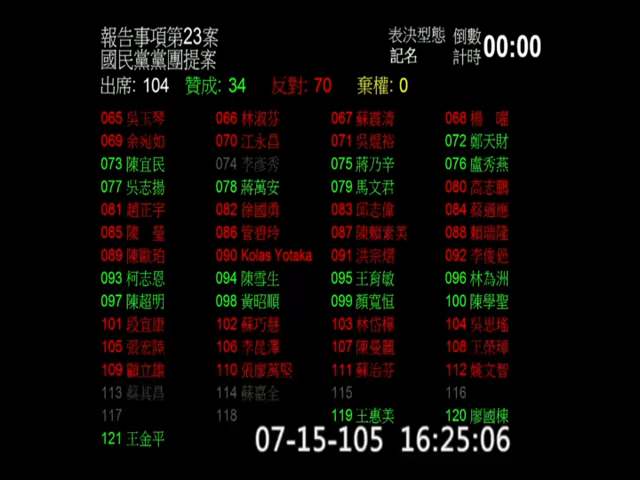 報告事項第23案 表決型態 倒數 00:00
國民黨黨團提案 記名 計時
出席: 104 贊成: 34 反對: 70 棄權: 0
065 吳玉琴 066 林淑芬 067 蘇震清 068 楊 曜
069 余宛如 070 江永昌 071 吳焜裕 072 鄭天財
073 陳宜民 074 李彥秀 075 蔣乃辛 076 盧秀燕
077 吳志揚 078 蔣萬安 079 馬文君 080 高志鵬
081 趙正宇 082 徐國勇 083 邱志偉 084 蔡適應
085 陳 瑩 086 管碧玲 087 陳賴素美 088 賴瑞隆
089 陳歐珀 090 Kolas Yotaka 091 洪宗熠 092 李俊俋
093 柯志恩 094 陳雪生 095 王育敏 096 林為洲
097 陳超明 098 黃昭順 099 顏寬恒 100 陳學聖
101 段宜康 102 蘇巧慧 103 林岱樺 104 吳思瑤
105 張宏陸 106 李昆澤 107 陳曼麗 108 王榮璋
109 顧立雄 110 張廖萬堅 111 蘇治芬 112 姚文智
113 蔡其昌 114 蘇嘉全 115 116
117 118 119 王惠美 120 廖國棟
121 王金平 07-15-105 16:25:06